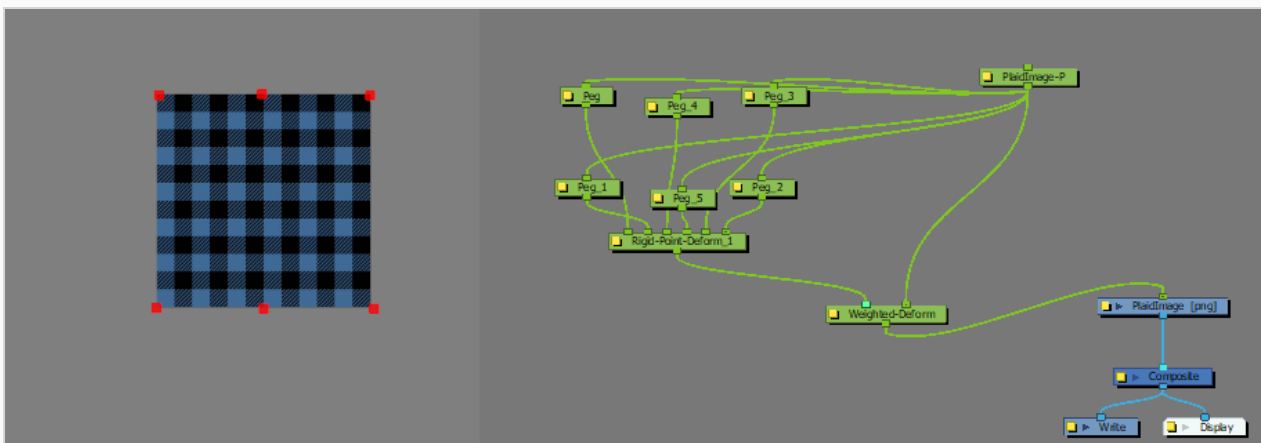 PlaidImage-P
Peg
Peg_4
Peg_3
Peg_1
Peg_5
Peg_2
Rigid-Point-Deform_1
Weighted-Deform
PlaidImage [png]
Composite
Write
Display